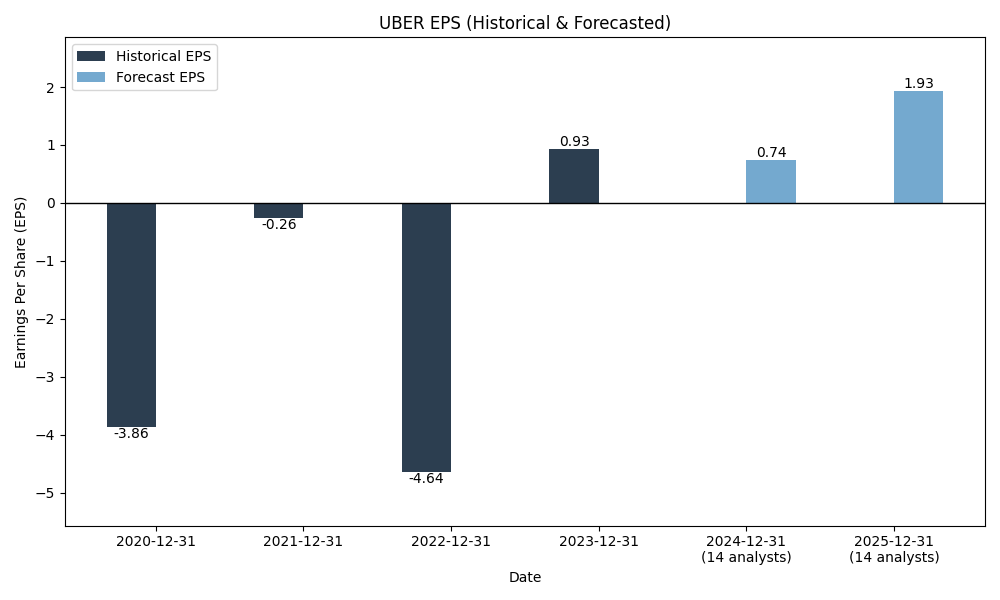 UBER EPS (Historical & Forecasted)
Historical EPS
Forecast EPS
2
1
0
−1
−2
−3
−4
−5
Earnings Per Share (EPS)
-3.86
-0.26
-4.64
0.93
0.74
1.93
2020-12-31
2021-12-31
2022-12-31
2023-12-31
2024-12-31
(14 analysts)
2025-12-31
(14 analysts)
Date